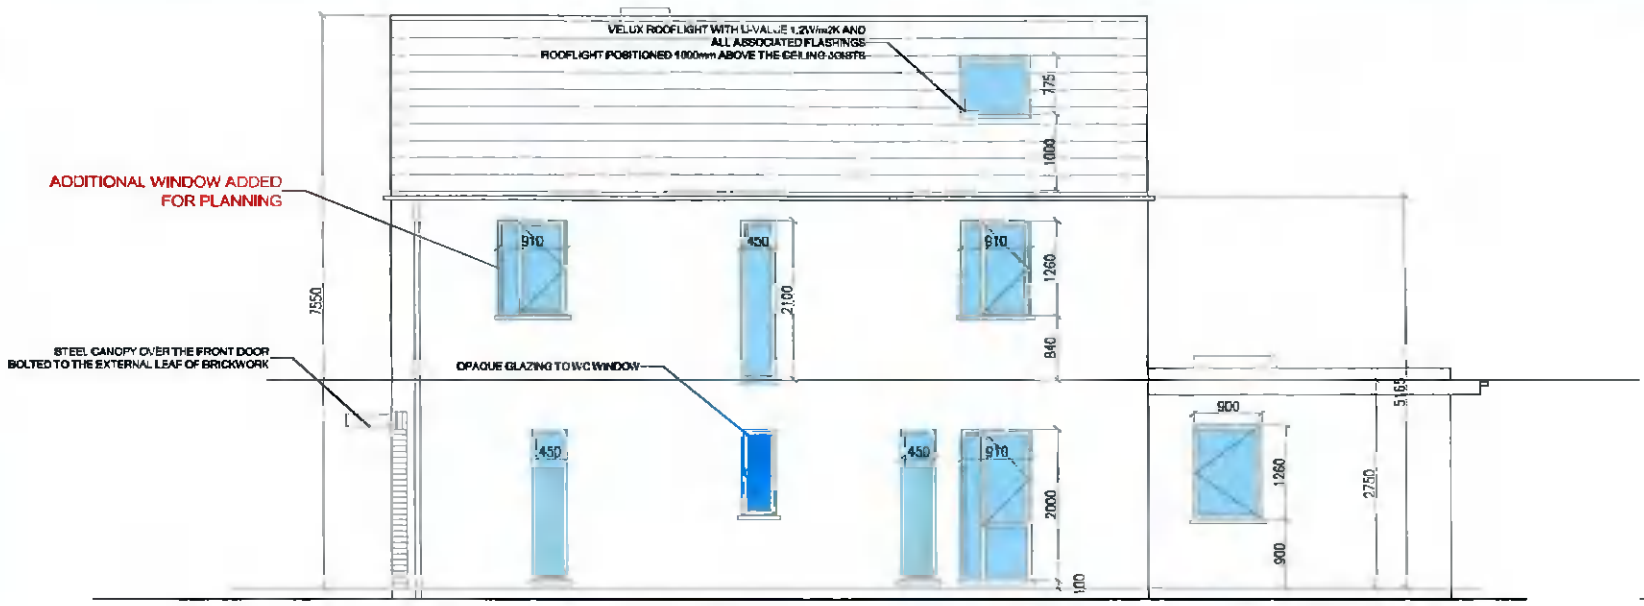 VELUX ROOFLIGHT WITH U-VALUE 1.2W/m2K AND
ALL ASSOCIATED FLASHINGS
ROOFLIGHT POSITIONED 1000mm ABOVE THE CEILING JOISTS
775
1000
ADDITIONAL WINDOW ADDED
FOR PLANNING
910
450
910
1260
2100
7550
840
STEEL CANOPY OVER THE FRONT DOOR
BOLTED TO THE EXTERNAL LEAF OF BRICKWORK
OPAQUE GLAZING TO WC WINDOW
5165
900
450
450
910
1260
2750
2000
900
100